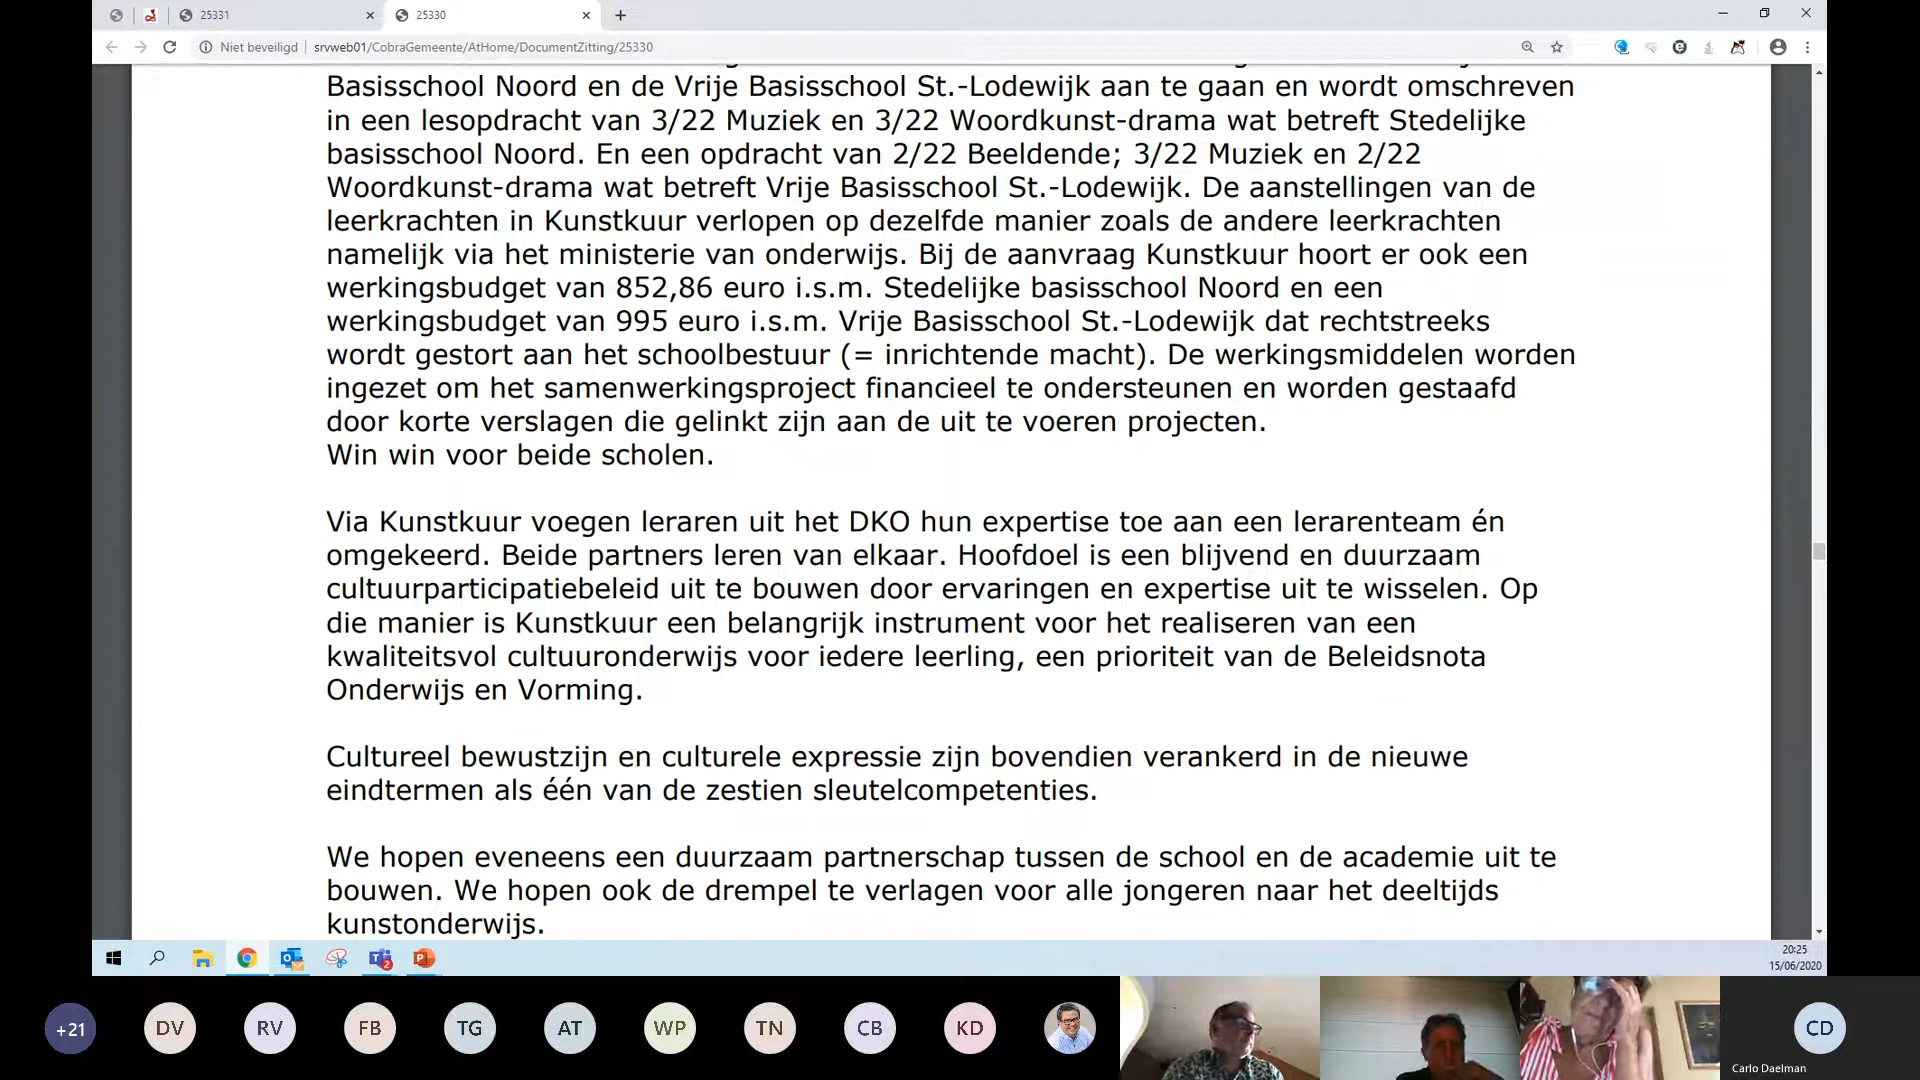 25331
25330
Niet beveiligd
srvweb01/CobraGemeente/AtHome/DocumentZitting/25330
Basisschool Noord en de Vrije Basisschool St.-Lodewijk aan te gaan en wordt omschreven
in een lesopdracht van 3/22 Muziek en 3/22 Woordkunst-drama wat betreft Stedelijke
basisschool Noord. En een opdracht van 2/22 Beeldende; 3/22 Muziek en 2/22
Woordkunst-drama wat betreft Vrije Basisschool St.-Lodewijk. De aanstellingen van de
leerkrachten in Kunstkuur verlopen op dezelfde manier zoals de andere leerkrachten
namelijk via het ministerie van onderwijs. Bij de aanvraag Kunstkuur hoort er ook een
werkingsbudget van 852,86 euro i.s.m. Stedelijke basisschool Noord en een
werkingsbudget van 995 euro i.s.m. Vrije Basisschool St.-Lodewijk dat rechtstreeks
wordt gestort aan het schoolbestuur (= inrichtende macht). De werkingsmiddelen worden
ingezet om het samenwerkingsproject financieel te ondersteunen en worden gestaafd
door korte verslagen die gelinkt zijn aan de uit te voeren projecten.
Win win voor beide scholen.
Via Kunstkuur voegen leraren uit het DKO hun expertise toe aan een lerarenteam én
omgekeerd. Beide partners leren van elkaar. Hoofdoel is een blijvend en duurzaam
cultuurparticipatiebeleid uit te bouwen door ervaringen en expertise uit te wisselen. Op
die manier is Kunstkuur een belangrijk instrument voor het realiseren van een
kwaliteitsvol cultuuronderwijs voor iedere leerling, een prioriteit van de Beleidsnota
Onderwijs en Vorming.
Cultureel bewustzijn en culturele expressie zijn bovendien verankerd in de nieuwe
eindtermen als één van de zestien sleutelcompetenties.
We hopen eveneens een duurzaam partnerschap tussen de school en de academie uit te
bouwen. We hopen ook de drempel te verlagen voor alle jongeren naar het deeltijds
kunstonderwijs.
20:25
15/06/2020
+21
DV
RV
FB
TG
AT
WP
TN
CB
KD
CD
Carlo Daelman